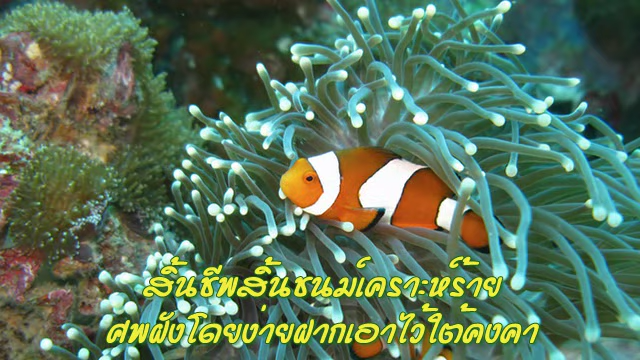 สิ้นชีพสิ้นชนม์เคราะห์ร้าย
ศพฝังโดยง่ายฝากเอาไว้ใต้คงคา